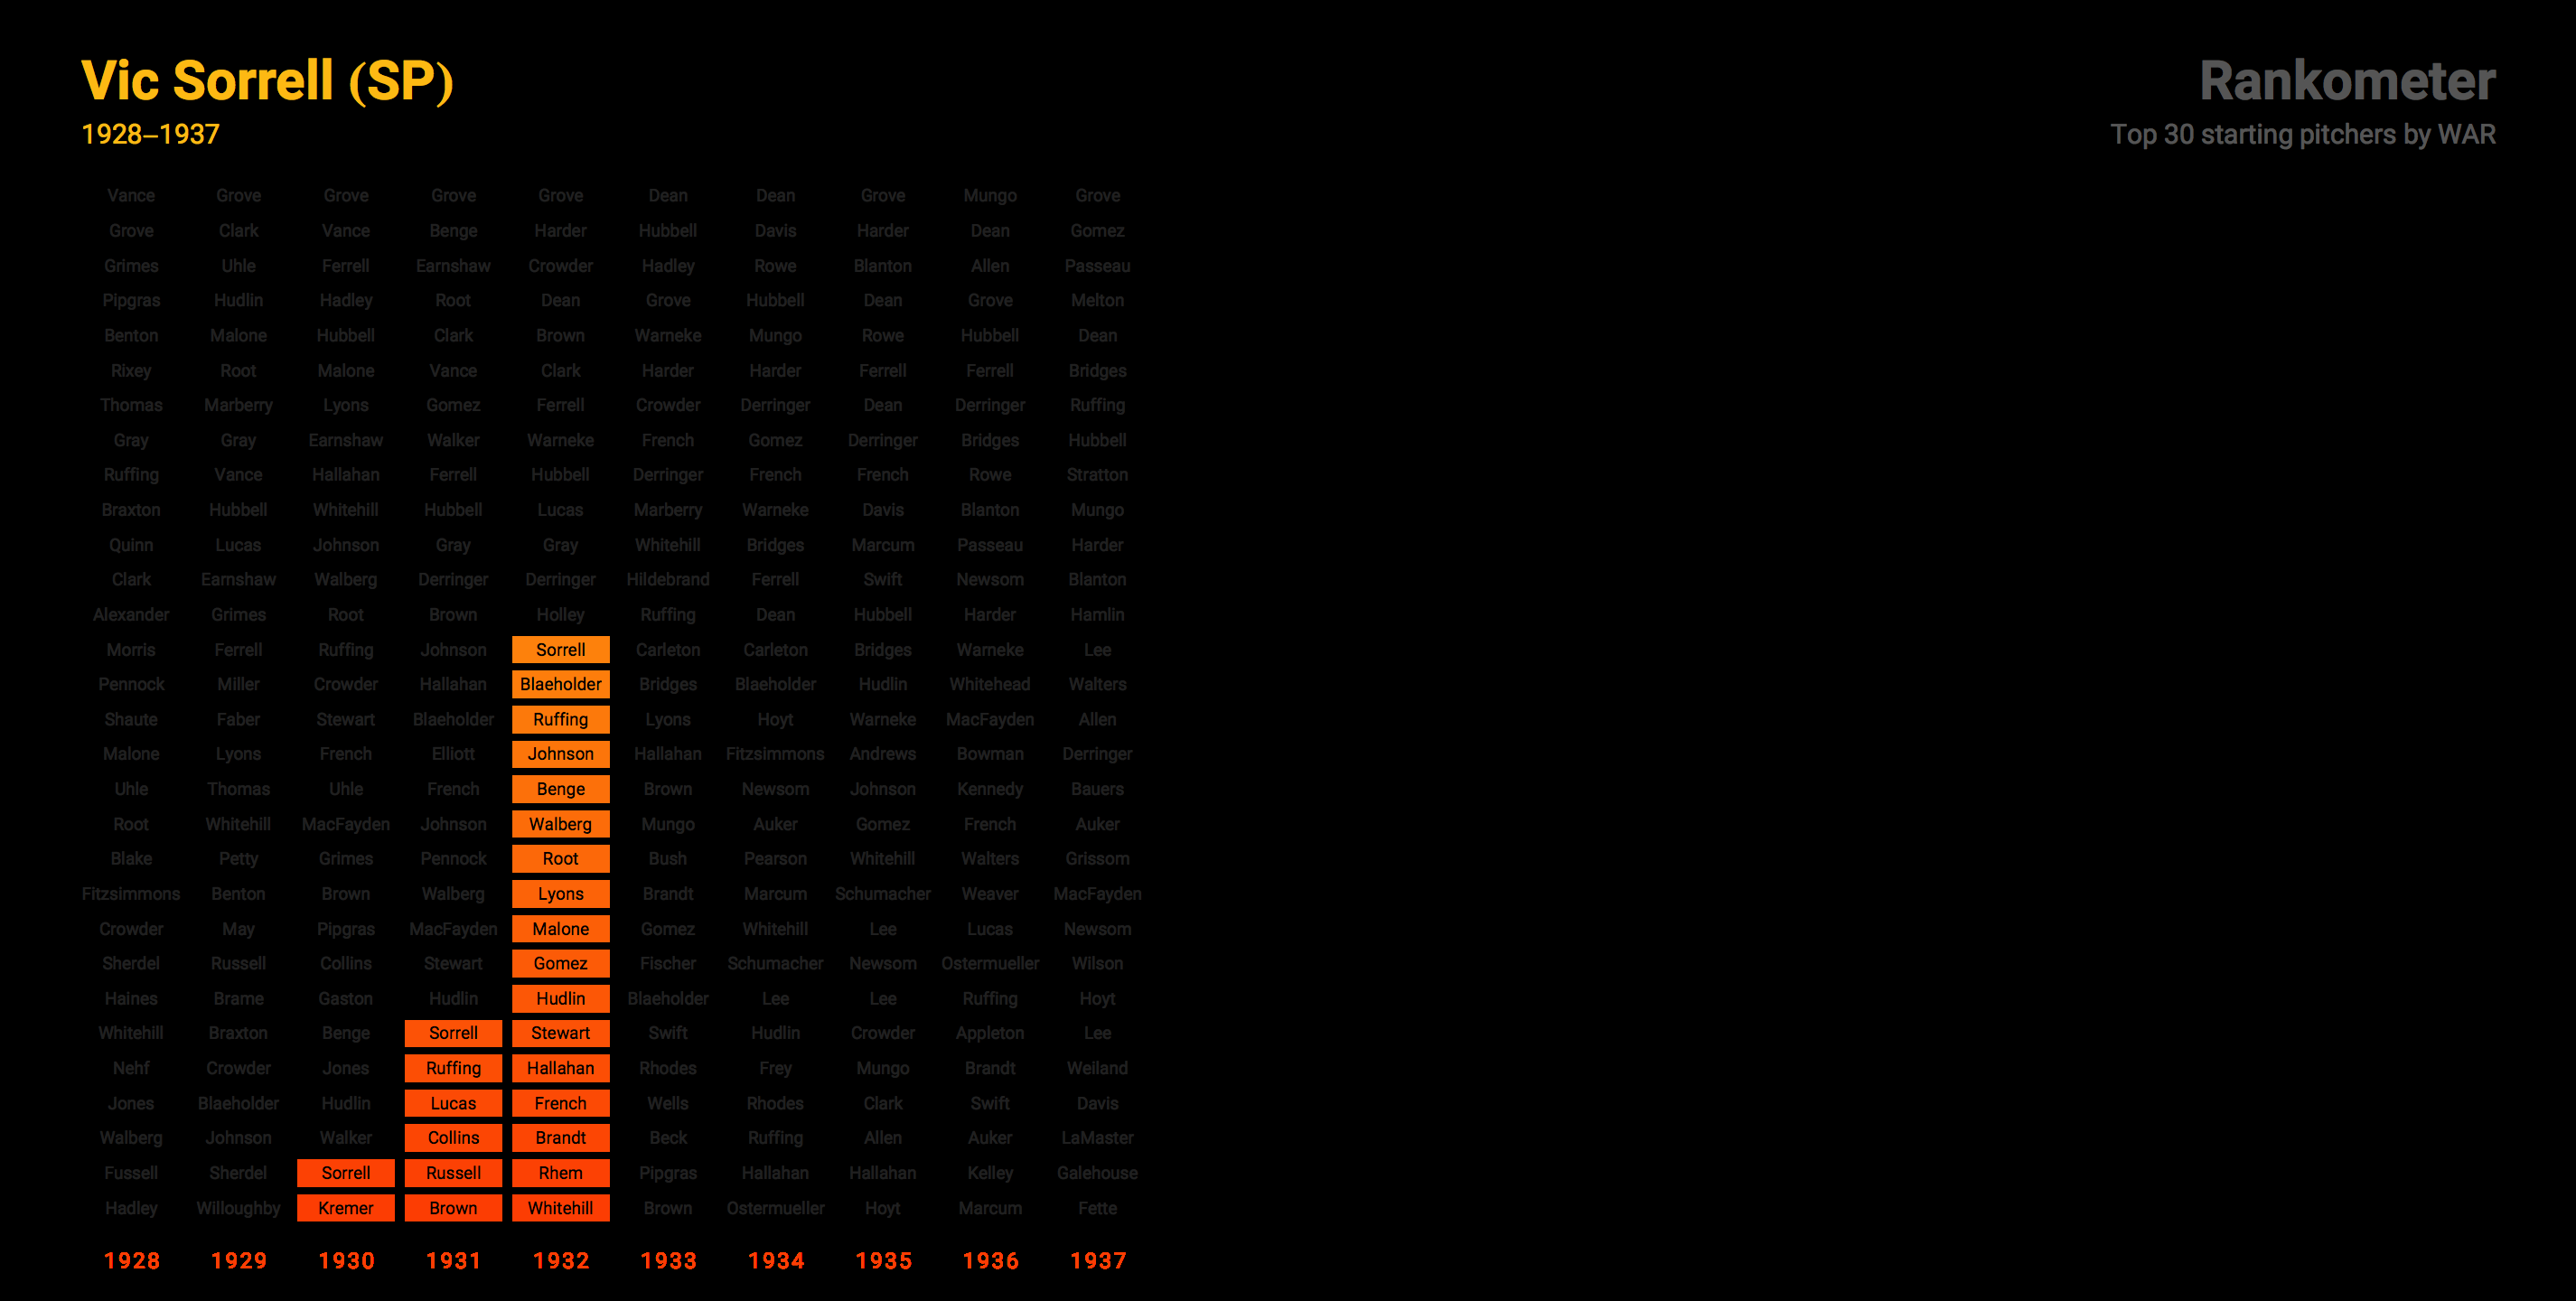 Vic Sorrell (SP)
1928–1937
Rankometer
Top 30 starting pitchers by WAR
Vance Grove Grove Grove Grove Dean Dean Grove Mungo Grove
Grove Clark Vance Benge Harder Hubbell Davis Harder Dean Gomez
Grimes Uhle Ferrell Earnshaw Crowder Hadley Rowe Blanton Allen Passeau
Pipgras Hudlin Hadley Root Dean Grove Hubbell Dean Grove Melton
Benton Malone Hubbell Clark Brown Warneke Mungo Rowe Hubbell Dean
Rixey Root Malone Vance Clark Harder Harder Ferrell Ferrell Bridges
Thomas Marberry Lyons Gomez Ferrell Crowder Derringer Dean Derringer Ruffing
Gray Gray Earnshaw Walker Warneke French Gomez Derringer Bridges Hubbell
Ruffing Vance Hallahan Ferrell Hubbell Derringer French French Rowe Stratton
Braxton Hubbell Whitehill Hubbell Lucas Marberry Warneke Davis Blanton Mungo
Quinn Lucas Johnson Gray Gray Whitehill Bridges Marcum Passeau Harder
Clark Earnshaw Walberg Derringer Derringer Hildebrand Ferrell Swift Newsom Blanton
Alexander Grimes Root Brown Holley Ruffing Dean Hubbell Harder Hamlin
Morris Ferrell Ruffing Johnson Sorrell Carleton Carleton Bridges Warneke Lee
Pennock Miller Crowder Hallahan Blaeholder Bridges Blaeholder Hudlin Whitehead Walters
Shaute Faber Stewart Blaeholder Ruffing Lyons Hoyt Warneke MacFayden Allen
Malone Lyons French Elliott Johnson Hallahan Fitzsimmons Andrews Bowman Derringer
Uhle Thomas Uhle French Benge Brown Newsom Johnson Kennedy Bauers
Root Whitehill MacFayden Johnson Walberg Mungo Auker Gomez French Auker
Blake Petty Grimes Pennock Root Bush Pearson Whitehill Walters Grissom
Fitzsimmons Benton Brown Walberg Lyons Brandt Marcum Schumacher Weaver MacFayden
Crowder May Pipgras MacFayden Malone Gomez Whitehill Lee Lucas Newsom
Sherdel Russell Collins Stewart Gomez Fischer Schumacher Newsom Ostermueller Wilson
Haines Brame Gaston Hudlin Hudlin Blaeholder Lee Lee Ruffing Hoyt
Whitehill Braxton Benge Sorrell Stewart Swift Hudlin Crowder Appleton Lee
Nehf Crowder Jones Ruffing Hallahan Rhodes Frey Mungo Brandt Weiland
Jones Blaeholder Hudlin Lucas French Wells Rhodes Clark Swift Davis
Walberg Johnson Walker Collins Brandt Beck Ruffing Allen Auker LaMaster
Fussell Sherdel Sorrell Russell Rhem Pipgras Hallahan Hallahan Kelley Galehouse
Hadley Willoughby Kremer Brown Whitehill Brown Ostermueller Hoyt Marcum Fette
1928 1929 1930 1931 1932 1933 1934 1935 1936 1937